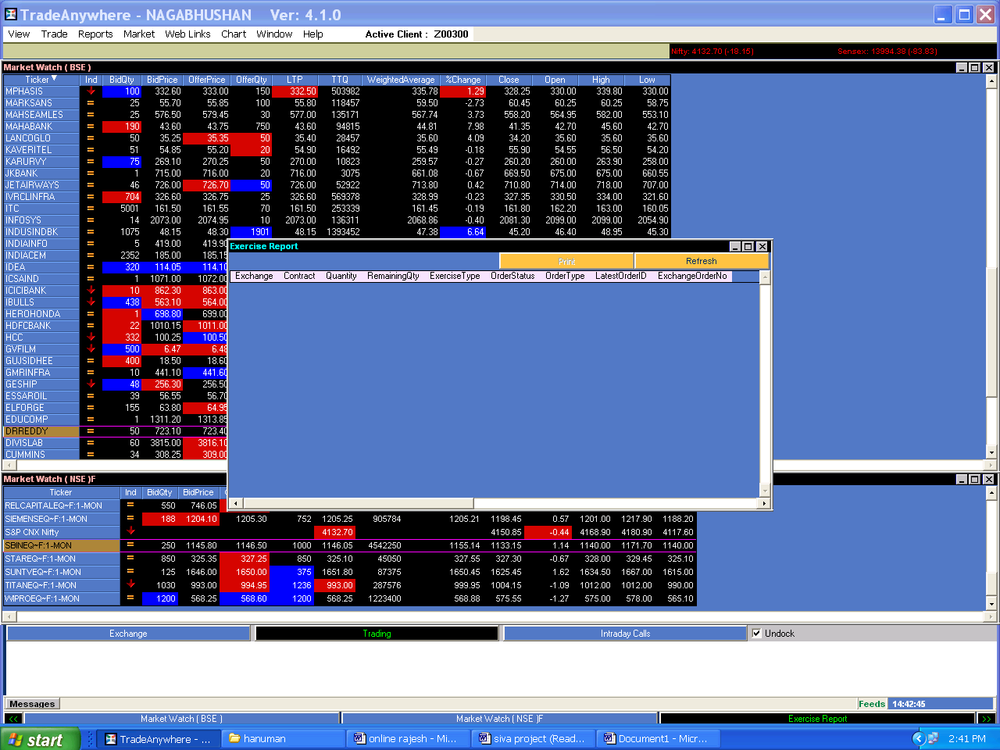 TradeAnywhere - NAGABHUSHAN Ver: 4.1.0
View Trade Reports Market Web Links Chart Window Help Active Client : Z00300
Nifty: 4132.70 (-18.15) Sensex: 13994.36 (-83.83)
Market Watch ( BSE )
Ticker Ind BidQty BidPrice OfferPrice OfferQty LTP TTQ WeightedAverage %Change Close Open High Low
MPHASIS 100 332.60 333.00 150 332.50 503982 335.78 1.29 328.25 330.00 339.80 330.00
MARKSANS = 25 55.70 55.85 100 55.80 118457 59.50 -2.73 60.45 60.25 60.25 58.75
MAHSEAMLES = 25 576.50 579.45 30 577.00 135171 567.74 3.73 558.20 564.95 582.00 553.10
MAHABANK = 190 43.60 43.75 750 43.60 94815 44.81 7.98 41.35 42.70 45.60 42.70
LANCOGLO = 50 35.25 35.35 50 35.40 28457 35.60 4.09 34.20 35.60 35.60 35.60
KAVERITEL = 51 54.85 55.20 20 54.90 16492 55.49 -0.18 55.90 54.55 56.50 54.20
KARURVY = 75 269.10 270.25 50 270.00 10823 259.57 -0.27 260.20 260.00 263.90 258.00
JKBANK = 1 715.00 716.00 20 716.00 3075 661.08 -0.67 669.50 675.00 675.00 660.55
JETAIRWAYS = 46 726.00 726.70 50 726.00 52922 713.80 0.42 710.80 714.00 718.00 707.00
IVRCLINFRA = 704 326.60 326.75 25 326.60 569378 328.99 -0.23 327.35 330.50 334.00 321.60
ITC = 5001 161.50 161.55 70 161.50 253339 161.45 -0.19 161.80 162.20 163.00 160.05
INFOSYS = 14 2073.00 2074.95 10 2073.00 136311 2068.86 -0.40 2081.30 2099.00 2099.00 2054.90
INDUSINDBK = 1075 48.15 48.30 1901 48.15 1393452 47.38 6.64 45.20 46.40 48.95 45.30
INDIAINFO = 5 419.00 419.90
INDIACEM = 2352 185.00 185.15
IDEA = 320 114.05 114.10
ICSAIND = 1 1071.00 1072.00
ICICIBANK 10 862.30 863.00
IBULLS 438 563.10 564.00
HEROHONDA = 1 698.80 699.00
HDFCBANK = 22 1010.15 1011.00
HCC 332 100.25 100.50
GVFILM 500 6.47 6.48
GUJSIDHEE = 400 18.50 18.60
GMRINFRA = 10 441.10 441.60
GESHIP 48 256.30 256.50
ESSAROIL = 39 56.55 56.70
ELFORGE = 155 63.80 64.95
EDUCOMP = 1 1311.20 1313.85
DRREDDY = 50 723.10 723.40
DIVISLAB = 60 3815.00 3816.10
CUMMINS = 34 308.25 309.00
Exercise Report
Print Refresh
Exchange Contract Quantity RemainingQty ExerciseType OrderStatus OrderType LatestOrderID ExchangeOrderNo
Market Watch ( NSE )F
Ticker Ind BidQty BidPrice
RELCAPITALEQ~F:1-MON = 550 746.05
SIEMENSEQ~F:1-MON = 188 1204.10 1205.30 752 1205.25 905784 1205.21 1198.45 0.57 1201.00 1217.90 1188.20
S&P CNX Nifty 4132.70 4150.85 -0.44 4168.90 4180.90 4117.60
SBINEQ~F:1-MON = 250 1145.80 1146.50 1000 1146.05 4542250 1155.14 1133.15 1.14 1140.00 1171.70 1140.00
STAREQ~F:1-MON = 850 325.35 327.25 850 325.10 45050 327.55 327.30 -0.67 328.00 329.45 325.10
SUNTVEQ~F:1-MON = 125 1646.00 1650.00 375 1651.80 87375 1650.45 1625.45 1.62 1634.50 1667.00 1615.00
TITANEQ~F:1-MON 1030 993.00 994.95 1236 993.00 287576 999.95 1004.15 -1.09 1012.00 1012.00 990.00
WIPROEQ~F:1-MON = 1200 568.25 568.60 1200 568.25 1223400 568.88 575.55 -1.27 575.00 578.00 565.10
Exchange Trading Intraday Calls Undock
Messages Feeds 14:42:45
<< Market Watch ( BSE ) Market Watch ( NSE )F Exercise Report >>
start TradeAnywhere - ... hanuman online rajesh - Mi... siva project (Read... Document1 - Micr... 2:41 PM